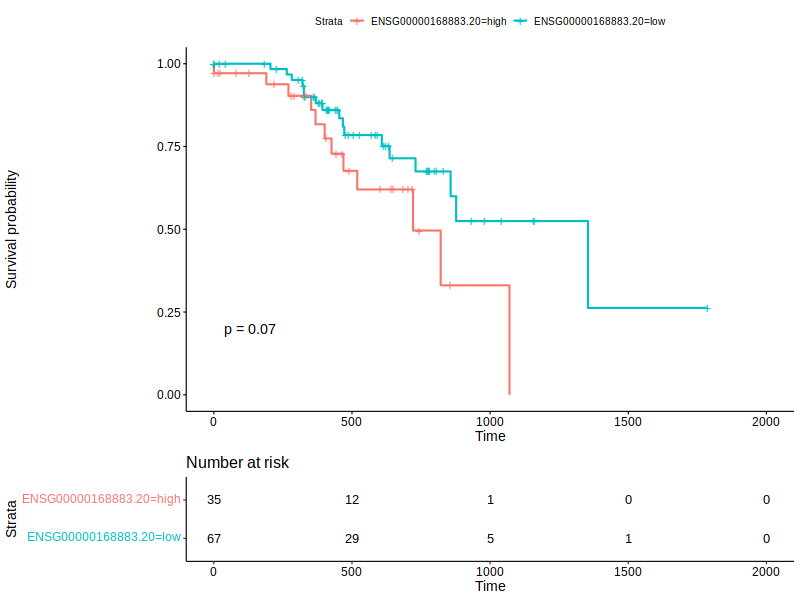 Strata ENSG00000168883.20=high ENSG00000168883.20=low
Survival probability
1.00
0.75
0.50
0.25
0.00
p = 0.07
0 500 1000 1500 2000
Time
Number at risk
Strata
ENSG00000168883.20=high 35 12 1 0 0
ENSG00000168883.20=low 67 29 5 1 0
0 500 1000 1500 2000
Time